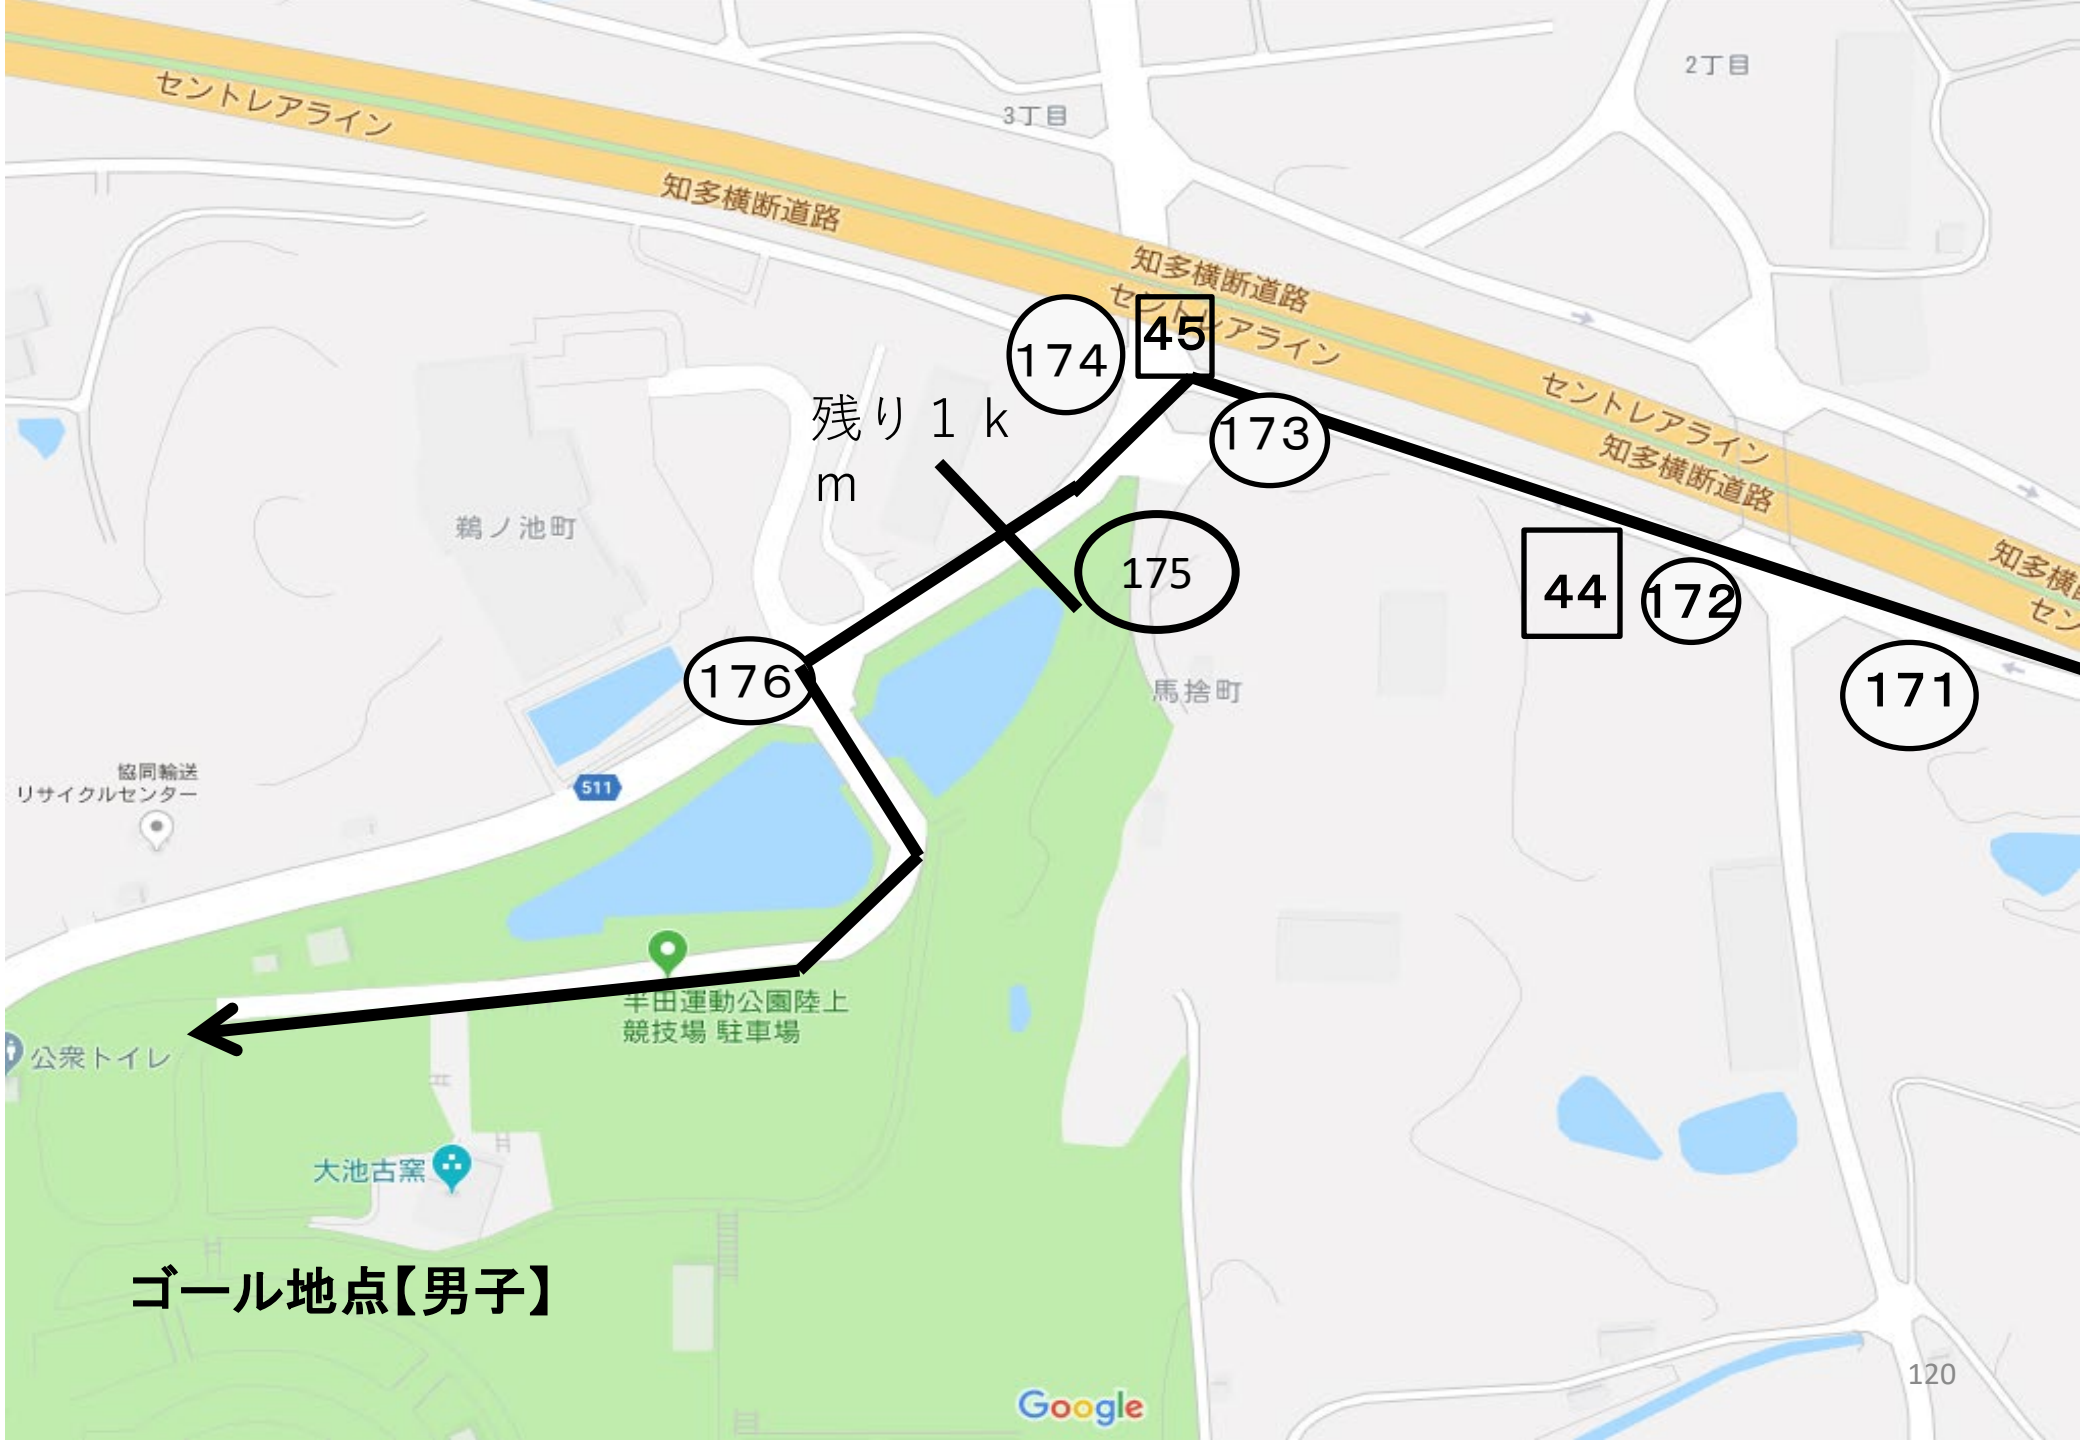 2丁目
セントレアライン
3丁目
知多横断道路
知多横断道路
セントレアライン
45
174
セントレアライン
知多横断道路
173
残り１ｋ
ｍ
鵜ノ池町
175
44
172
知多横
セン
176
171
馬捨町
協同輸送
リサイクルセンター
511
半田運動公園陸上
競技場 駐車場
公衆トイレ
大池古窯
ゴール地点【男子】
120
Google